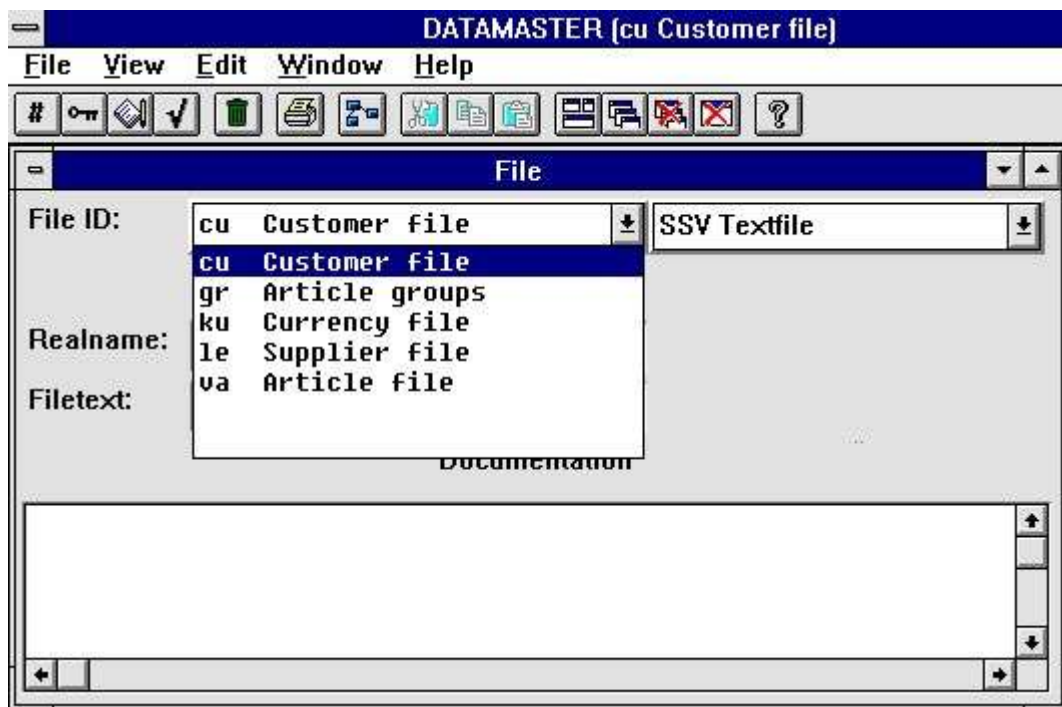 DATAMASTER (cu Customer file)
File View Edit Window Help
# ?
File
File ID: cu Customer file SSV Textfile
cu Customer file
gr Article groups
ku Currency file
Realname:
le Supplier file
va Article file
Filetext:
Documentation